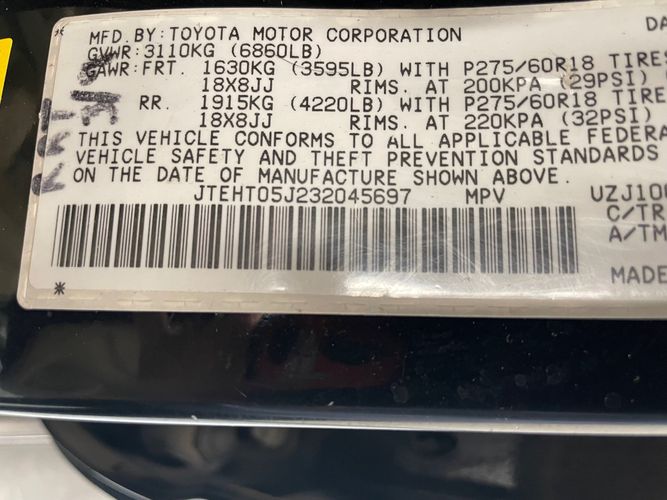 MFD. BY: TOYOTA MOTOR CORPORATION DA
GVWR: 3110KG (6860LB)
GAWR: FRT. 1630KG (3595LB) WITH P275/60R18 TIRES
18X8JJ RIMS. AT 200KPA (29PSI)
RR. 1915KG (4220LB) WITH P275/60R18 TIRE
18X8JJ RIMS. AT 220KPA (32PSI)
THIS VEHICLE CONFORMS TO ALL APPLICABLE FEDERA
VEHICLE SAFETY AND THEFT PREVENTION STANDARDS
ON THE DATE OF MANUFACTURE SHOWN ABOVE.
JTEHT05J232045697 MPV UZJ10
C/TR
A/TM
MADE
*